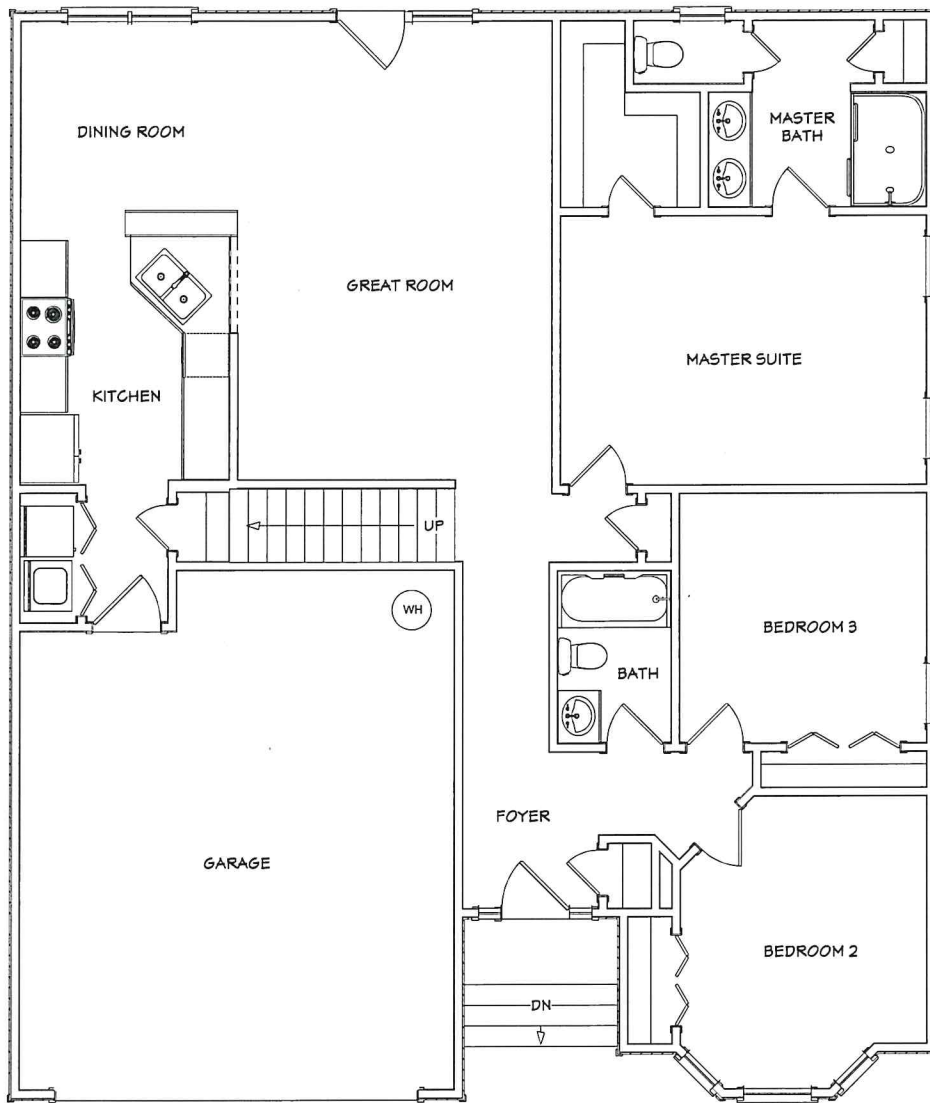 DINING ROOM
MASTER
BATH
GREAT ROOM
MASTER SUITE
KITCHEN
UP
WH
BEDROOM 3
BATH
FOYER
GARAGE
BEDROOM 2
DN